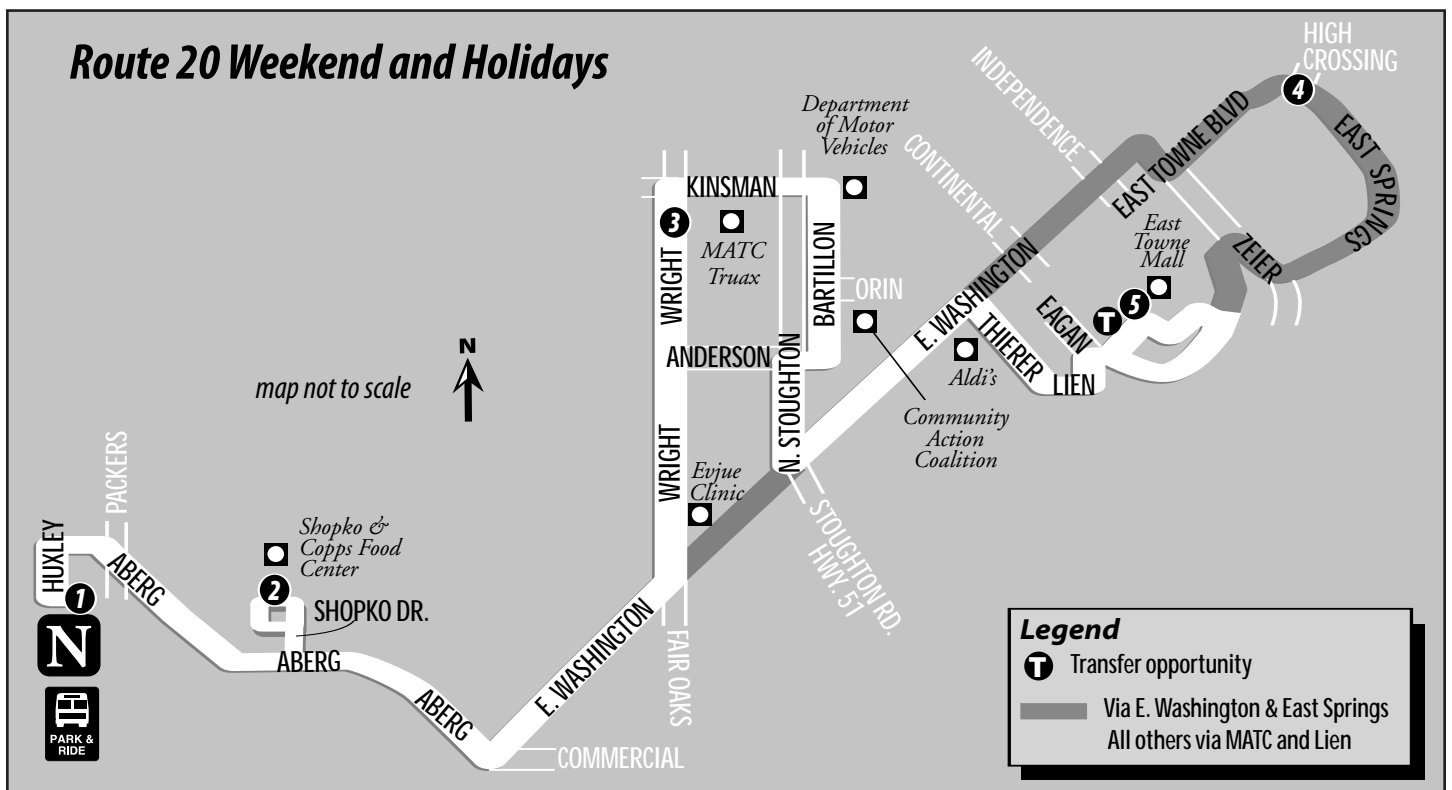 Route 20 Weekend and Holidays
HIGH
CROSSING
4
INDEPENDENCE
EAST TOWNE BLVD
EAST SPRINGS
Department
of Motor
Vehicles
CONTINENTAL
KINSMAN
3
MATC
Truax
WRIGHT
BARTILLON
ORIN
E. WASHINGTON
East
Towne
Mall
ZEIER
5
T
EAGAN
THIERER
LIEN
Aldi's
ANDERSON
N. STOUGHTON
Community
Action
Coalition
N
map not to scale
WRIGHT
Evjue
Clinic
STOUGHTON RD.
HWY. 51
PACKERS
HUXLEY
1
ABERG
Shopko &
Copps Food
Center
2
SHOPKO DR.
ABERG
ABERG
E. WASHINGTON
FAIR OAKS
COMMERCIAL
N
PARK &
RIDE
Legend
T Transfer opportunity
Via E. Washington & East Springs
All others via MATC and Lien